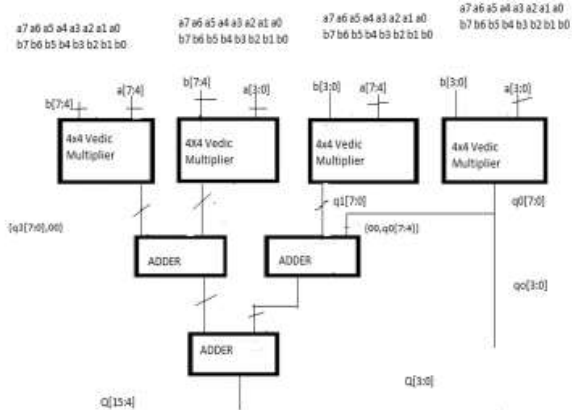 a7 a6 a5 a4 a3 a2 a1 a0
b7 b6 b5 b4 b3 b2 b1 b0
a7 a6 a5 a4 a3 a2 a1 a0
b7 b6 b5 b4 b3 b2 b1 b0
a7 a6 a5 a4 a3 a2 a1 a0
b7 b6 b5 b4 b3 b2 b1 b0
a7 a6 a5 a4 a3 a2 a1 a0
b7 b6 b5 b4 b3 b2 b1 b0
b[7:4]
a[7:4]
b[7:4]
a[3:0]
b[3:0]
a[7:4]
b[3:0]
a[3:0]
4x4 Vedic
Multiplier
4X4 Vedic
Multiplier
4x4 Vedic
Multiplier
4x4 Vedic
Multiplier
q1[7:0]
q0[7:0]
(q3[7:0],00)
(00,q0[7:4])
ADDER
ADDER
qo[3:0]
ADDER
Q[15:4]
Q[3:0]